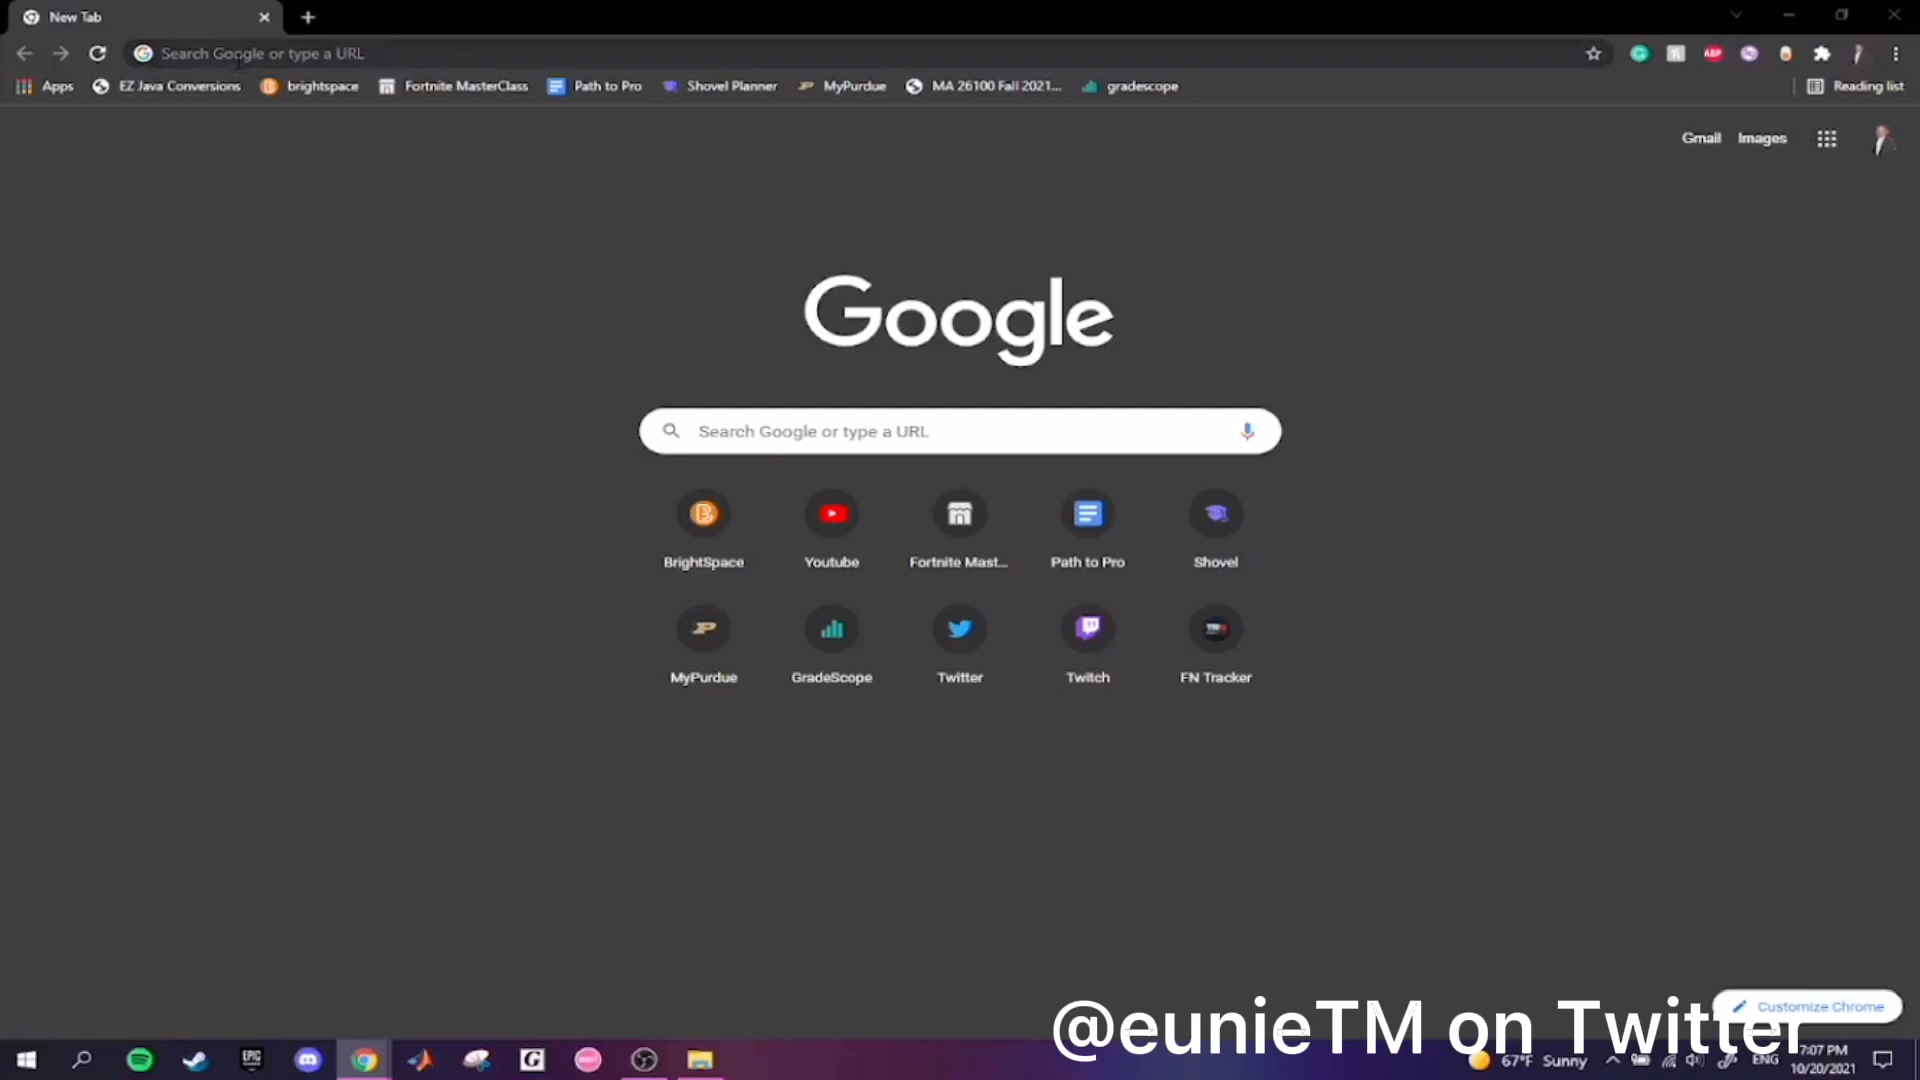 New Tab
Search Google or type a URL
ABP
Apps EZ Java Conversions brightspace Fortnite MasterClass Path to Pro Shovel Planner MyPurdue MA 26100 Fall 2021... gradescope Reading list
Gmail Images
Google
Search Google or type a URL
BrightSpace Youtube Fortnite Mast... Path to Pro Shovel
MyPurdue GradeScope Twitter Twitch FN Tracker
Customize Chrome
@eunieTM on Twitter
EPIC
67°F Sunny ENG 7:07 PM
10/20/2021